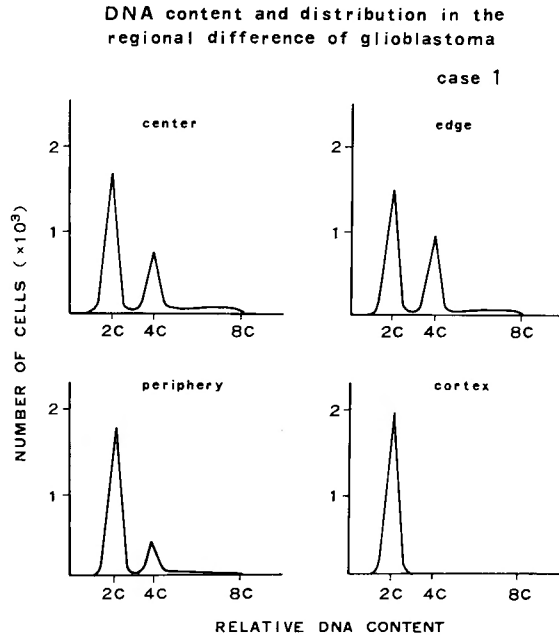 DNA content and distribution in the
regional difference of glioblastoma
case 1
center
edge
2
1
2
1
2C 4C 8C
2C 4C 8C
NUMBER OF CELLS (×10³)
periphery
cortex
2
1
2
1
2C 4C 8C
2C 4C 8C
RELATIVE DNA CONTENT